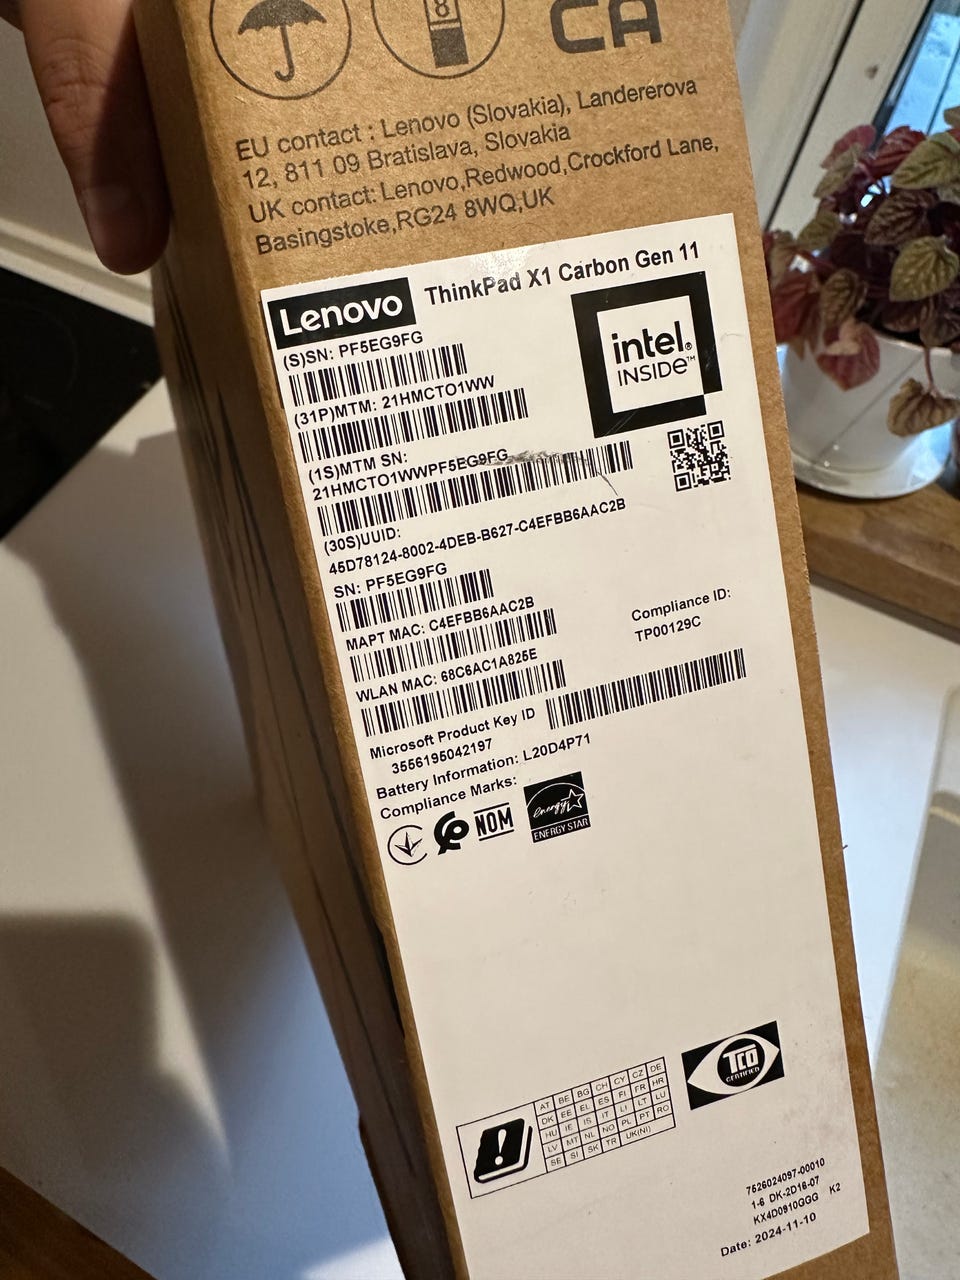 8
CA
EU contact : Lenovo (Slovakia), Landererova
12, 811 09 Bratislava, Slovakia
UK contact: Lenovo,Redwood,Crockford Lane,
Basingstoke,RG24 8WQ,UK
Lenovo
ThinkPad X1 Carbon Gen 11
intel®
INSIDE™
(S)SN: PF5EG9FG
(31P)MTM: 21HMCTO1WW
(1S)MTM SN:
21HMCTO1WWPF5EG9FG
(30S)UUID:
45D78124-8002-4DEB-B627-C4EFBB6AAC2B
SN: PF5EG9FG
MAPT MAC: C4EFBB6AAC2B
Compliance ID:
TP00129C
WLAN MAC: 68C6AC1A825E
Microsoft Product Key ID
3556195042197
Battery Information: L20D4P71
Compliance Marks:
NOM
energy
ENERGY STAR
TCO
CERTIFIED
!
AT BE BG CH CY CZ DE
DK EE EL ES FI FR HR
HU IE IS IT LI LT LU
LV MT NL NO PL PT RO
SE SI SK TR UK(NI)
7526024097-00010
1-6 DK-2D16-07
KX4D0910GGG K2
Date: 2024-11-10